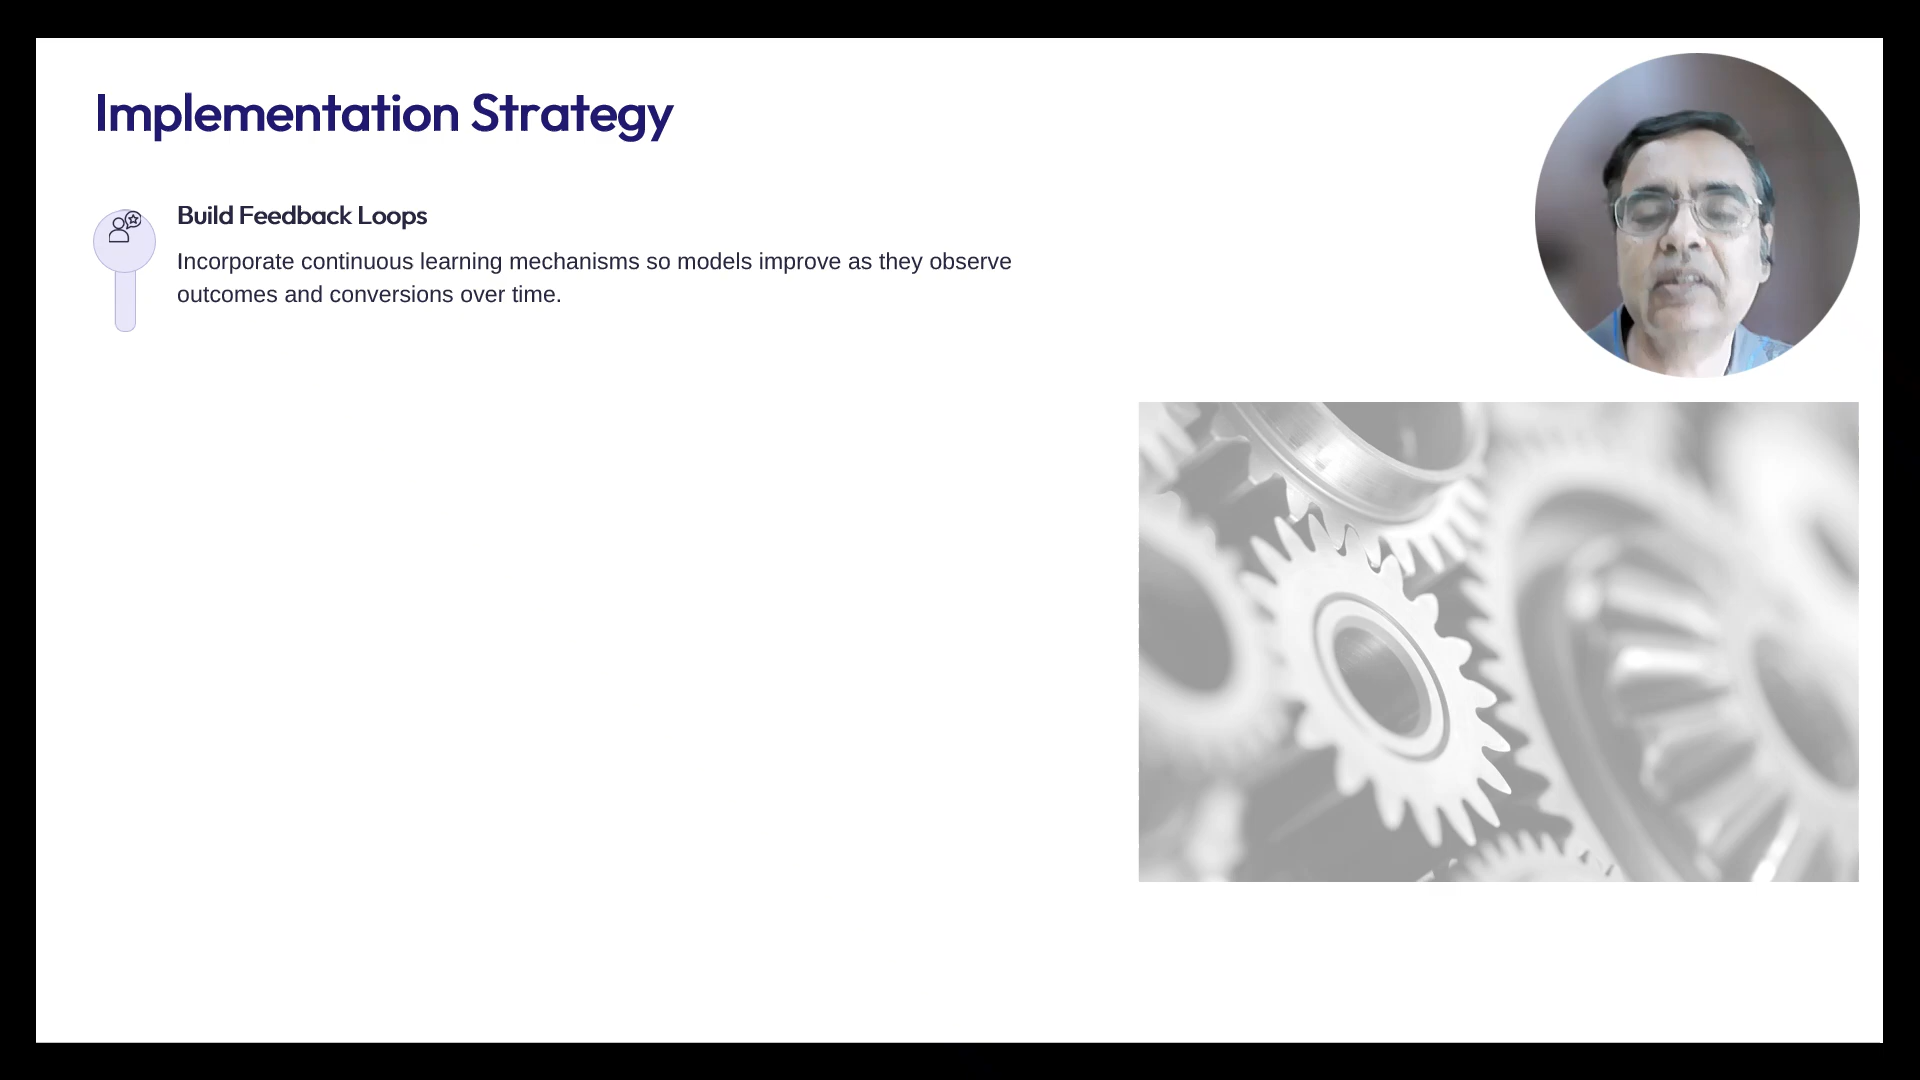 Implementation Strategy
Build Feedback Loops
Incorporate continuous learning mechanisms so models improve as they observe
outcomes and conversions over time.